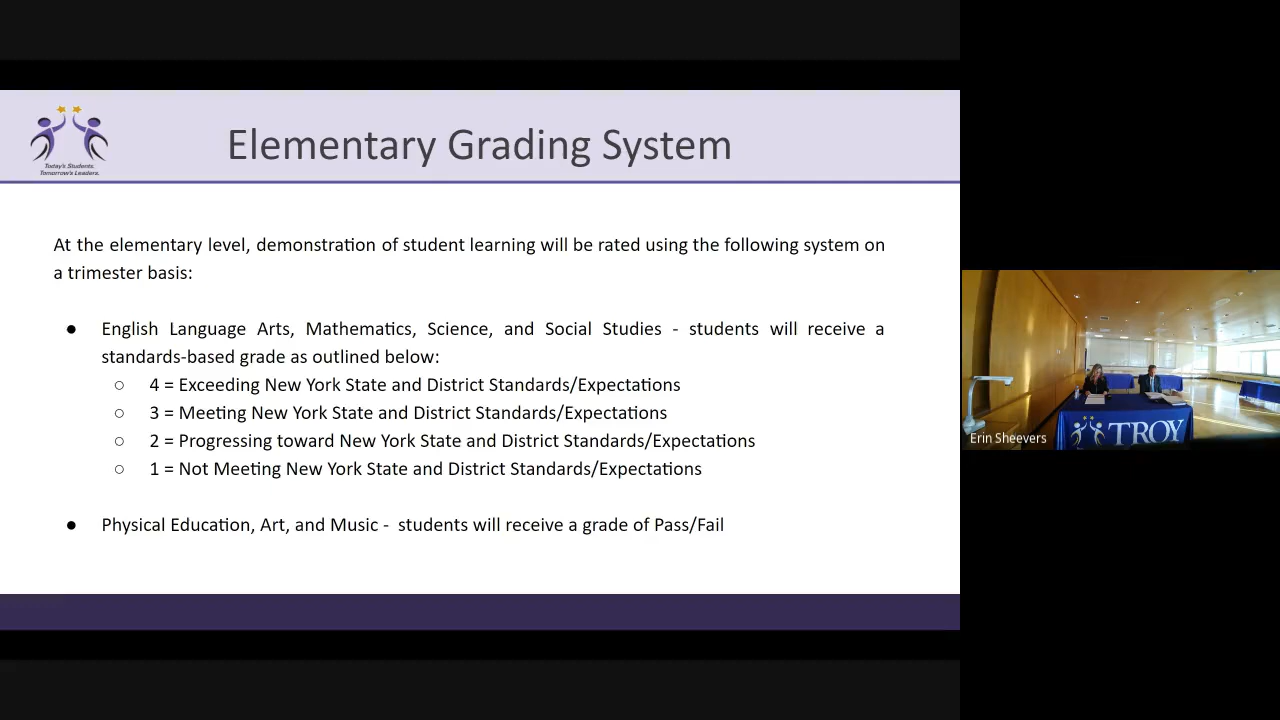 Today's Students.
Tomorrow's Leaders.
Elementary Grading System
At the elementary level, demonstration of student learning will be rated using the following system on
a trimester basis:
● English Language Arts, Mathematics, Science, and Social Studies - students will receive a
standards-based grade as outlined below:
○ 4 = Exceeding New York State and District Standards/Expectations
○ 3 = Meeting New York State and District Standards/Expectations
○ 2 = Progressing toward New York State and District Standards/Expectations
○ 1 = Not Meeting New York State and District Standards/Expectations
● Physical Education, Art, and Music - students will receive a grade of Pass/Fail
TROY
Erin Sheevers